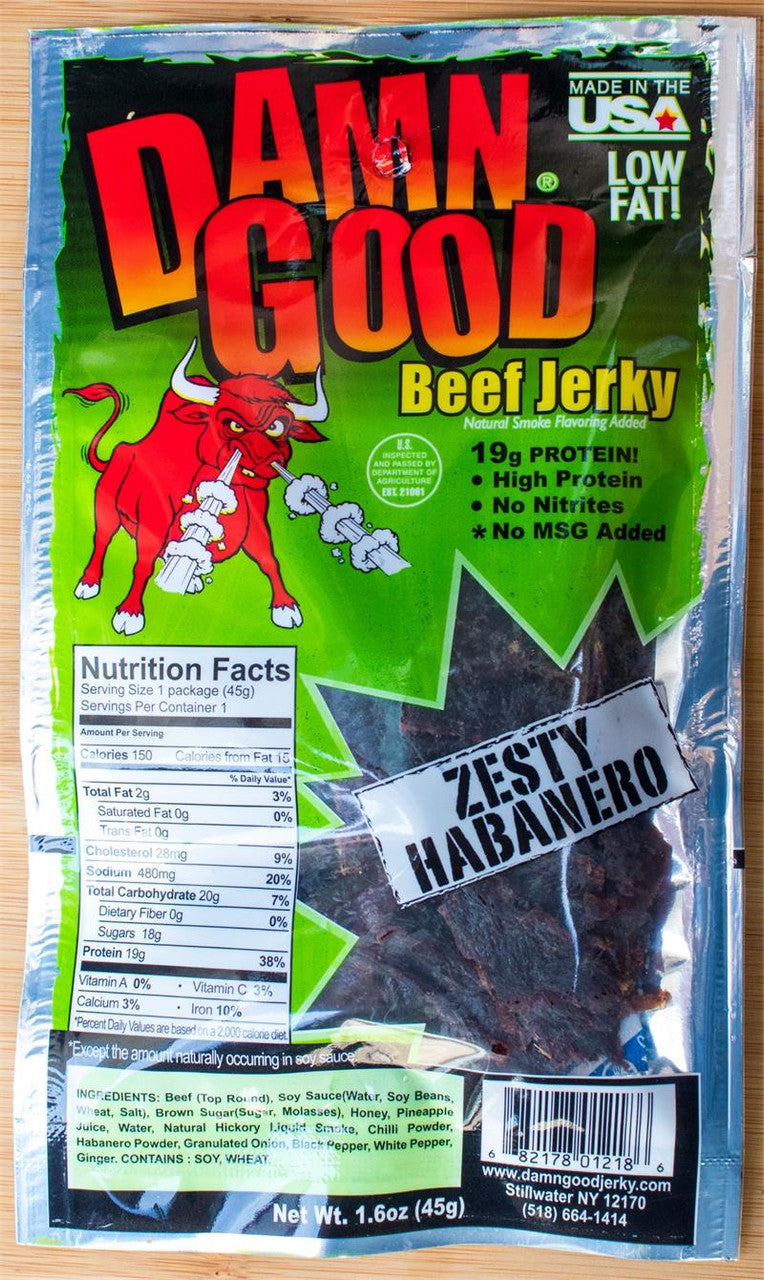 DAMN
GOOD®
MADE IN THE
USA
LOW
FAT!
Beef Jerky
Natural Smoke Flavoring Added
U.S.
INSPECTED
AND PASSED BY
DEPARTMENT OF
AGRICULTURE
EST. 21061
19g PROTEIN!
• High Protein
• No Nitrites
* No MSG Added
ZESTY
HABANERO
Nutrition Facts
Serving Size 1 package (45g)
Servings Per Container 1
Amount Per Serving
Calories 150 Calories from Fat 15
% Daily Value*
Total Fat 2g 3%
Saturated Fat 0g 0%
Trans Fat 0g
Cholesterol 28mg 9%
Sodium 480mg 20%
Total Carbohydrate 20g 7%
Dietary Fiber 0g 0%
Sugars 18g
Protein 19g 38%
Vitamin A 0% • Vitamin C 3%
Calcium 3% • Iron 10%
*Percent Daily Values are based on a 2,000 calorie diet
*Except the amount naturally occurring in soy sauce.
INGREDIENTS: Beef (Top Round), Soy Sauce(Water, Soy Beans,
Wheat, Salt), Brown Sugar(Sugar, Molasses), Honey, Pineapple
Juice, Water, Natural Hickory Liquid Smoke, Chilli Powder,
Habanero Powder, Granulated Onion, Black Pepper, White Pepper,
Ginger. CONTAINS : SOY, WHEAT.
6 82178 01218 6
www.damngoodjerky.com
Stillwater NY 12170
(518) 664-1414
Net Wt. 1.6oz (45g)